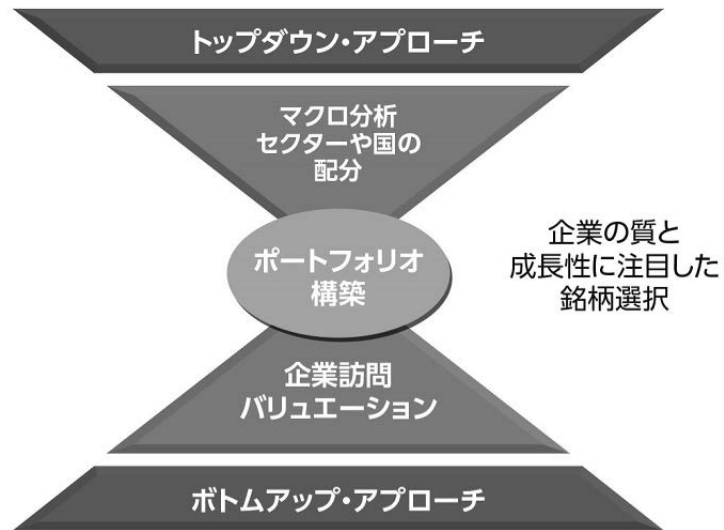 トップダウン・アプローチ
マクロ分析
セクターや国の
配分
ポートフォリオ
構築
企業の質と
成長性に注目した
銘柄選択
企業訪問
バリュエーション
ボトムアップ・アプローチ